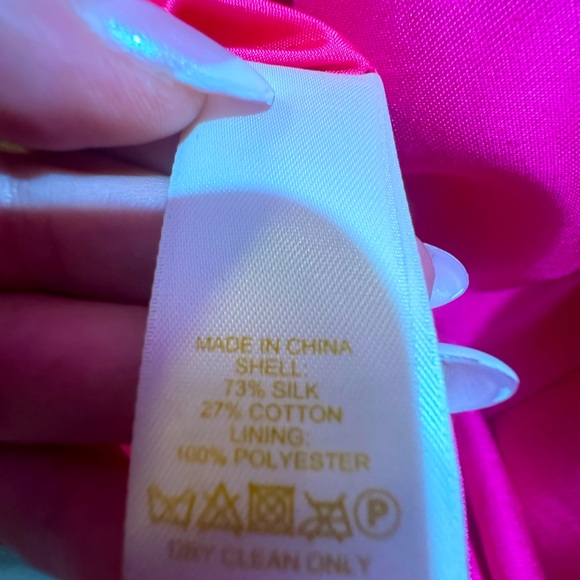 MADE IN CHINA
SHELL:
73% SILK
27% COTTON
LINING:
100% POLYESTER
P
DRY CLEAN ONLY